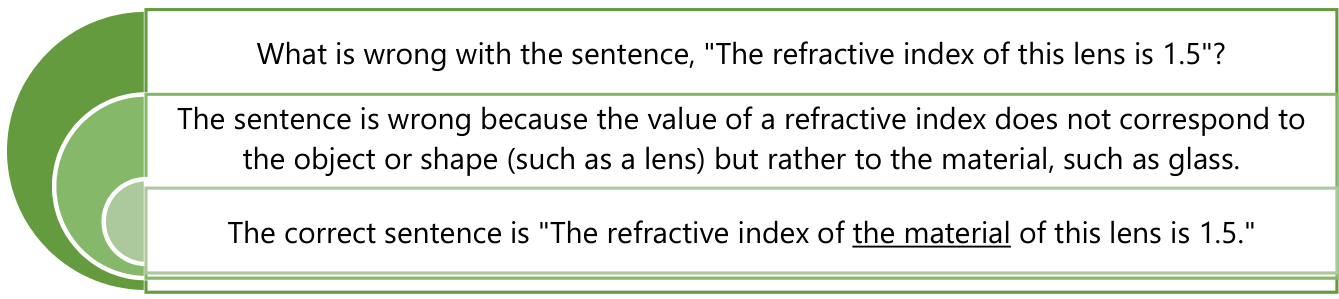 What is wrong with the sentence, "The refractive index of this lens is 1.5"?
The sentence is wrong because the value of a refractive index does not correspond to
the object or shape (such as a lens) but rather to the material, such as glass.
The correct sentence is "The refractive index of the material of this lens is 1.5."